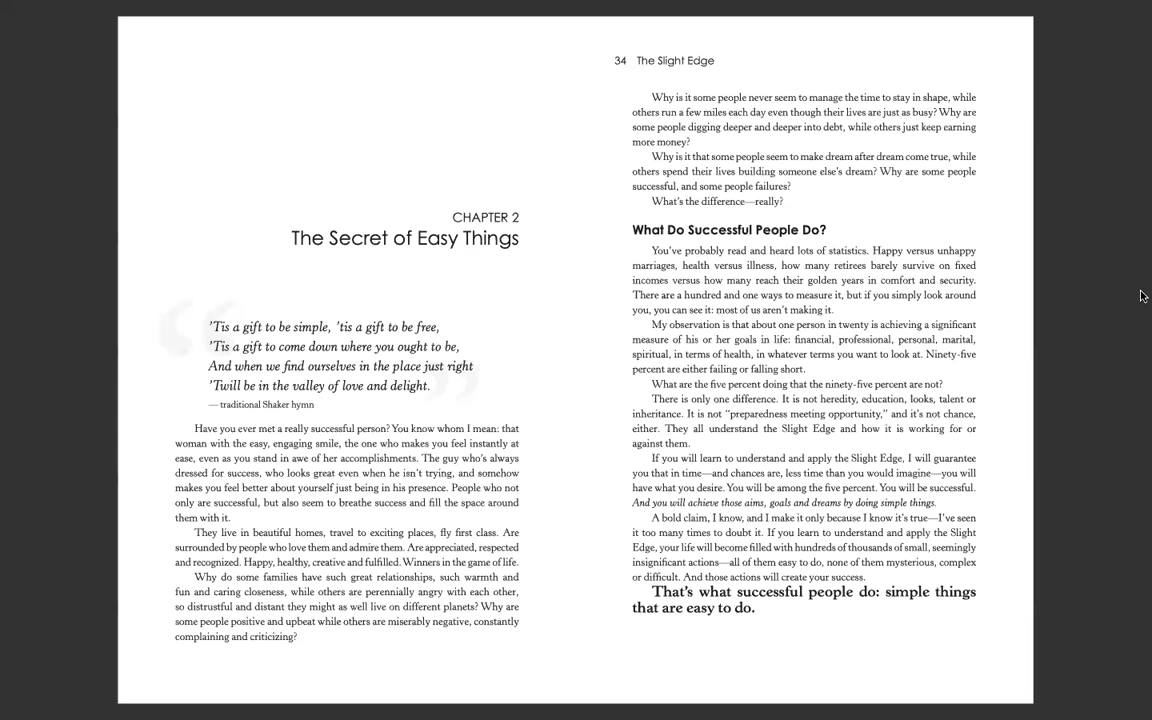 CHAPTER 2
The Secret of Easy Things
’Tis a gift to be simple, ’tis a gift to be free,
’Tis a gift to come down where you ought to be,
And when we find ourselves in the place just right
’Twill be in the valley of love and delight.
— traditional Shaker hymn
Have you ever met a really successful person? You know whom I mean: that
woman with the easy, engaging smile, the one who makes you feel instantly at
ease, even as you stand in awe of her accomplishments. The guy who’s always
dressed for success, who looks great even when he isn’t trying, and somehow
makes you feel better about yourself just being in his presence. People who not
only are successful, but also seem to breathe success and fill the space around
them with it.
They live in beautiful homes, travel to exciting places, fly first class. Are
surrounded by people who love them and admire them. Are appreciated, respected
and recognized. Happy, healthy, creative and fulfilled. Winners in the game of life.
Why do some families have such great relationships, such warmth and
fun and caring closeness, while others are perennially angry with each other,
so distrustful and distant they might as well live on different planets? Why are
some people positive and upbeat while others are miserably negative, constantly
complaining and criticizing?
34 The Slight Edge
Why is it some people never seem to manage the time to stay in shape, while
others run a few miles each day even though their lives are just as busy? Why are
some people digging deeper and deeper into debt, while others just keep earning
more money?
Why is it that some people seem to make dream after dream come true, while
others spend their lives building someone else’s dream? Why are some people
successful, and some people failures?
What’s the difference—really?
What Do Successful People Do?
You’ve probably read and heard lots of statistics. Happy versus unhappy
marriages, health versus illness, how many retirees barely survive on fixed
incomes versus how many reach their golden years in comfort and security.
There are a hundred and one ways to measure it, but if you simply look around
you, you can see it: most of us aren’t making it.
My observation is that about one person in twenty is achieving a significant
measure of his or her goals in life: financial, professional, personal, marital,
spiritual, in terms of health, in whatever terms you want to look at. Ninety-five
percent are either failing or falling short.
What are the five percent doing that the ninety-five percent are not?
There is only one difference. It is not heredity, education, looks, talent or
inheritance. It is not “preparedness meeting opportunity,” and it’s not chance,
either. They all understand the Slight Edge and how it is working for or
against them.
If you will learn to understand and apply the Slight Edge, I will guarantee
you that in time—and chances are, less time than you would imagine—you will
have what you desire. You will be among the five percent. You will be successful.
And you will achieve those aims, goals and dreams by doing simple things.
A bold claim, I know, and I make it only because I know it’s true—I’ve seen
it too many times to doubt it. If you learn to understand and apply the Slight
Edge, your life will become filled with hundreds of thousands of small, seemingly
insignificant actions—all of them easy to do, none of them mysterious, complex
or difficult. And those actions will create your success.
That’s what successful people do: simple things
that are easy to do.